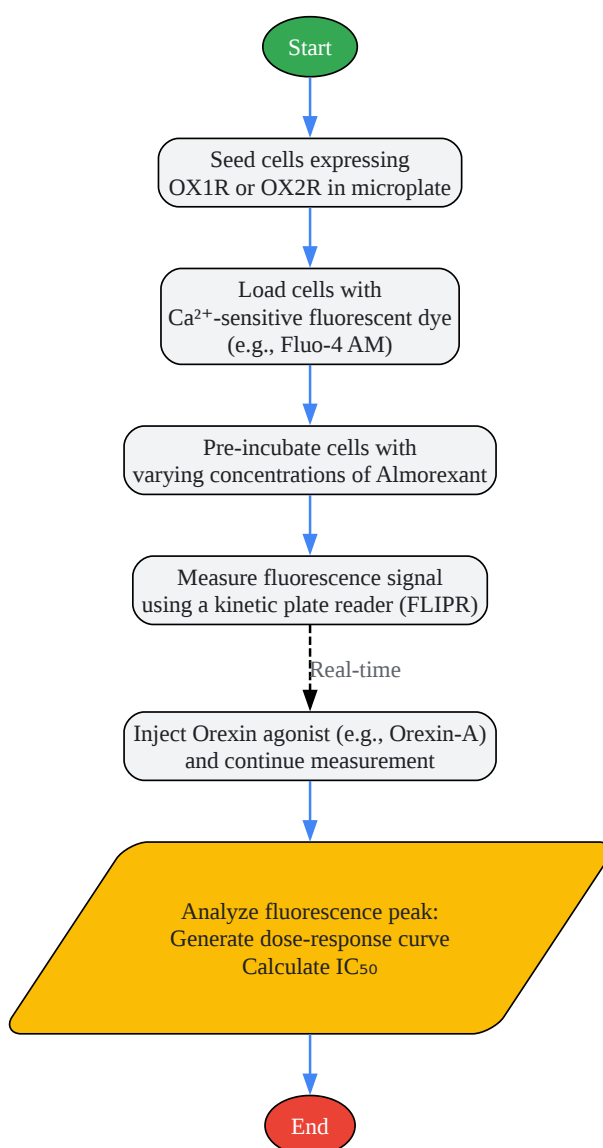 Start
Seed cells expressing
OX1R or OX2R in microplate
Load cells with
Ca²⁺-sensitive fluorescent dye
(e.g., Fluo-4 AM)
Pre-incubate cells with
varying concentrations of Almorexant
Measure fluorescence signal
using a kinetic plate reader (FLIPR)
Real-time
Inject Orexin agonist (e.g., Orexin-A)
and continue measurement
Analyze fluorescence peak:
Generate dose-response curve
Calculate IC₅₀
End